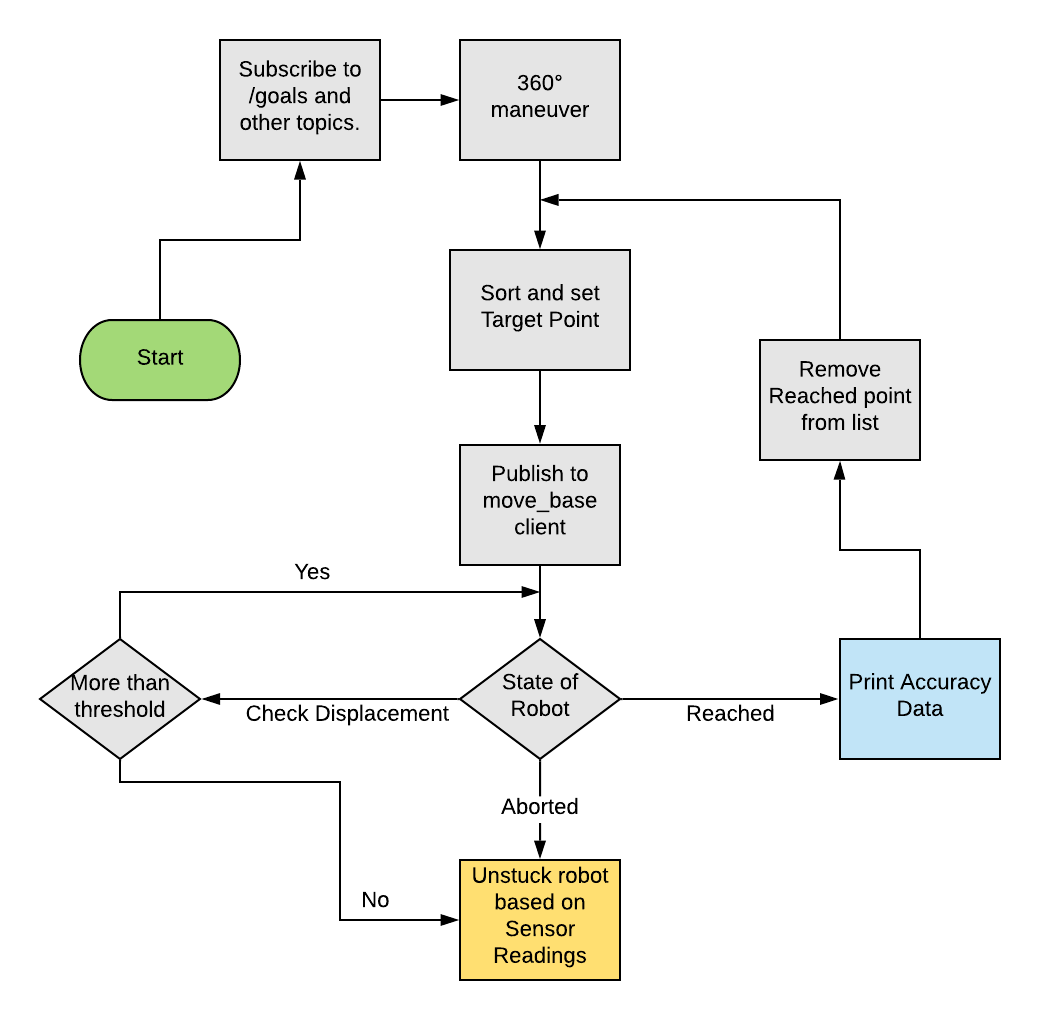 Subscribe to
/goals and
other topics.
360°
maneuver
Start
Sort and set
Target Point
Remove
Reached point
from list
Publish to
move_base
client
Yes
More than
threshold
Check Displacement
State of
Robot
Reached
Print Accuracy
Data
Aborted
No
Unstuck robot
based on
Sensor
Readings